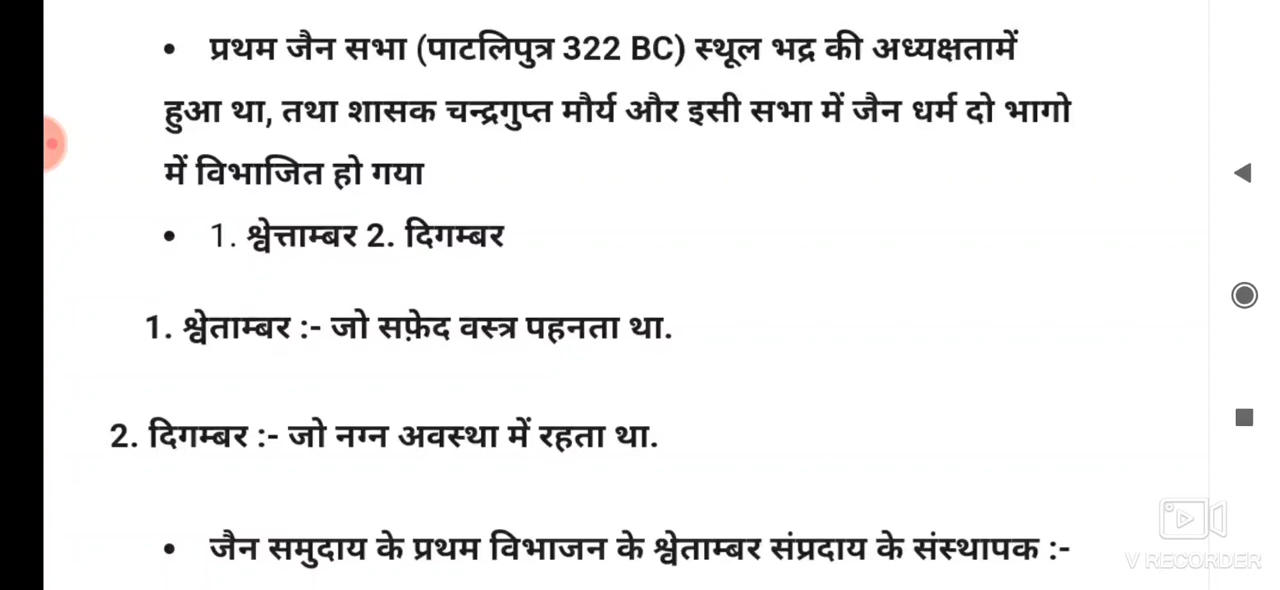 • प्रथम जैन सभा (पाटलिपुत्र 322 BC) स्थूल भद्र की अध्यक्षतामें
हुआ था, तथा शासक चन्द्रगुप्त मौर्य और इसी सभा में जैन धर्म दो भागो
में विभाजित हो गया
• 1. श्वेत्ताम्बर 2. दिगम्बर
1. श्वेताम्बर :- जो सफ़ेद वस्त्र पहनता था.
2. दिगम्बर :- जो नग्न अवस्था में रहता था.
• जैन समुदाय के प्रथम विभाजन के श्वेताम्बर संप्रदाय के संस्थापक :-
V RECORDER